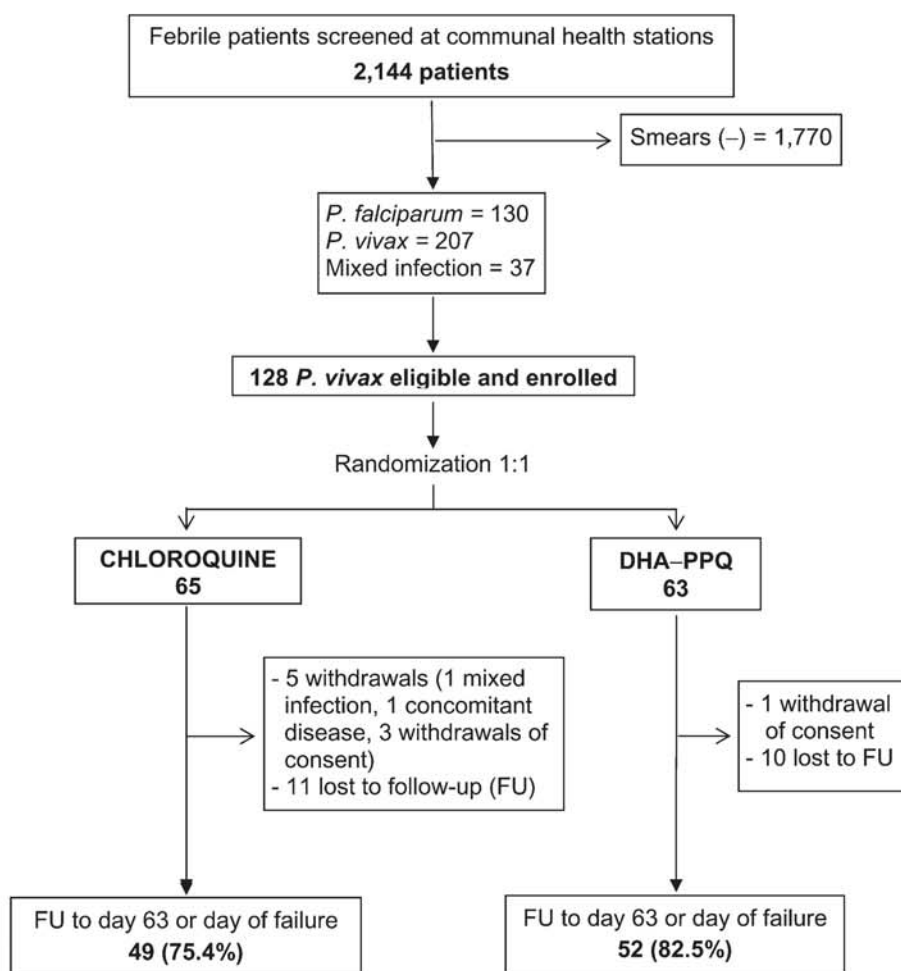 Febrile patients screened at communal health stations
2,144 patients
Smears (–) = 1,770
P. falciparum = 130
P. vivax = 207
Mixed infection = 37
128 P. vivax eligible and enrolled
Randomization 1:1
CHLOROQUINE
65
DHA–PPQ
63
- 5 withdrawals (1 mixed
infection, 1 concomitant
disease, 3 withdrawals of
consent)
- 11 lost to follow-up (FU)
- 1 withdrawal
of consent
- 10 lost to FU
FU to day 63 or day of failure
49 (75.4%)
FU to day 63 or day of failure
52 (82.5%)